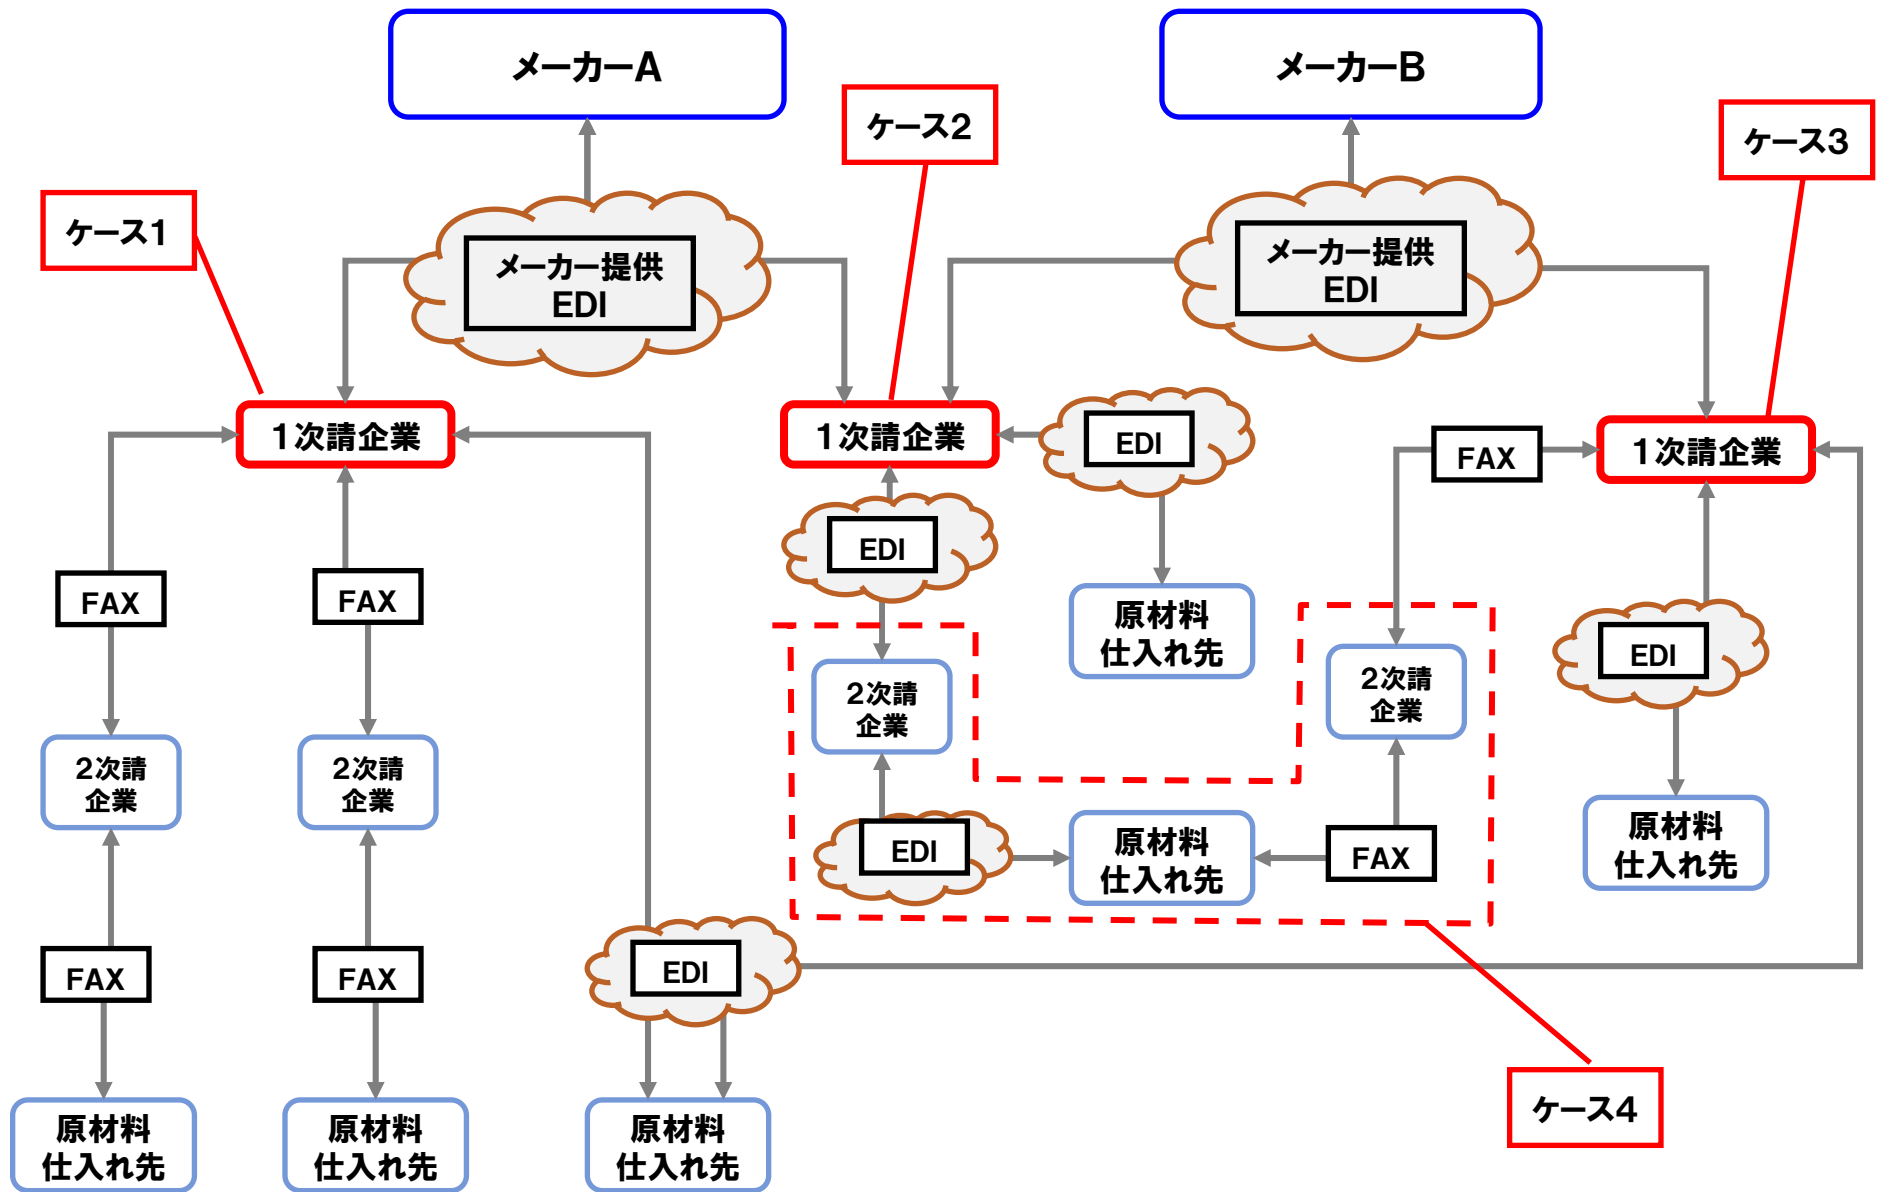 メーカーA
メーカーB
ケース2
ケース3
ケース1
メーカー提供
EDI
メーカー提供
EDI
1次請企業
1次請企業
EDI
FAX
1次請企業
EDI
FAX
FAX
原材料
仕入れ先
EDI
2次請
企業
2次請
企業
2次請
企業
2次請
企業
EDI
原材料
仕入れ先
FAX
原材料
仕入れ先
FAX
FAX
EDI
ケース4
原材料
仕入れ先
原材料
仕入れ先
原材料
仕入れ先